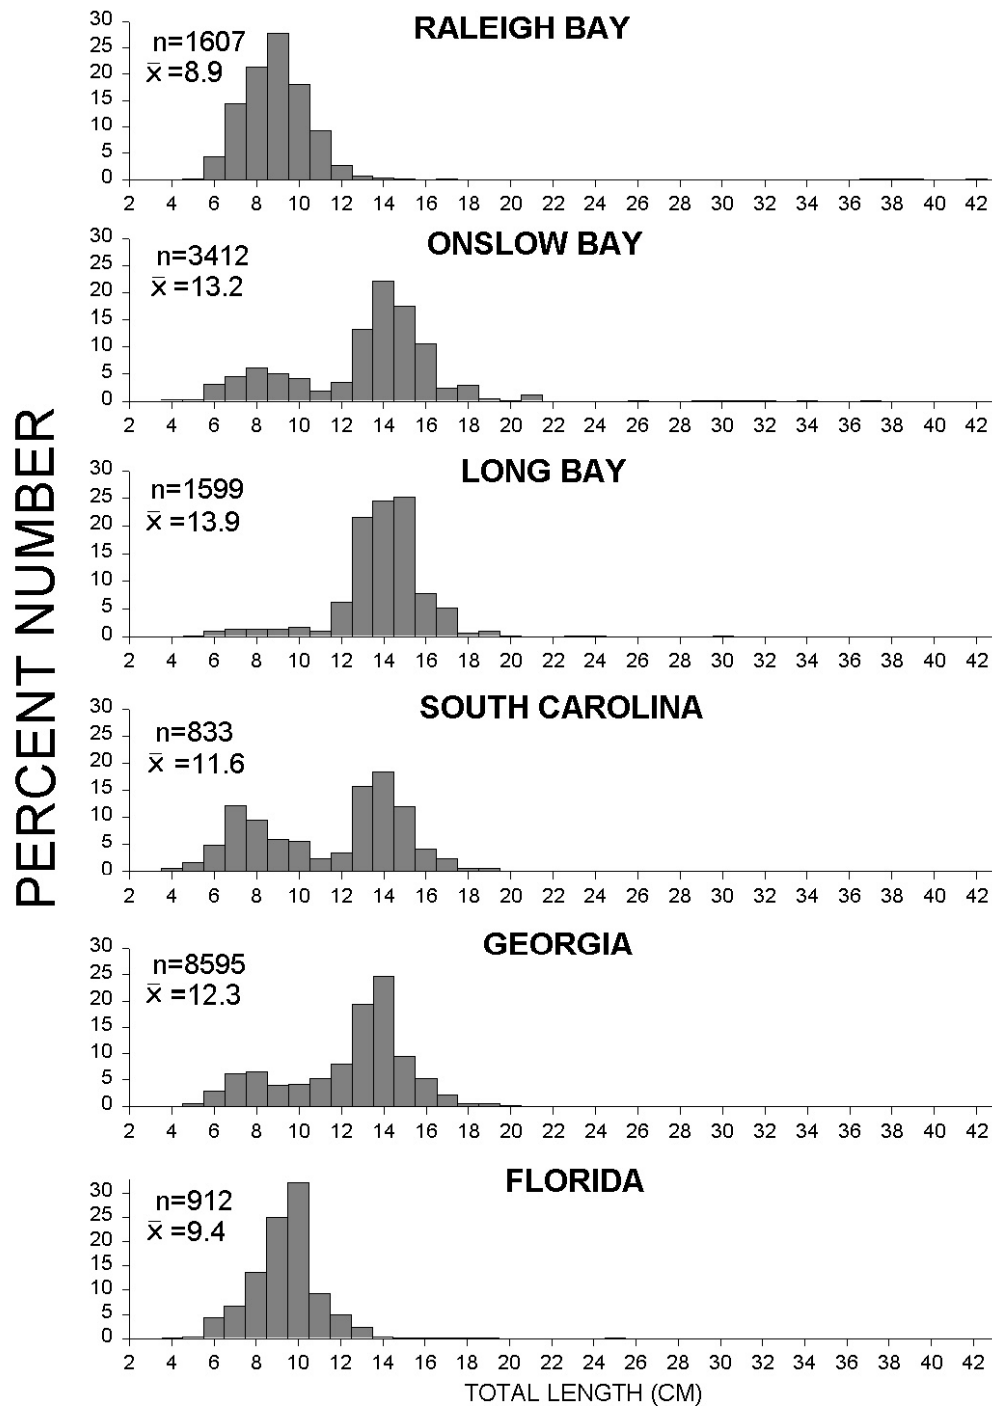 PERCENT NUMBER
RALEIGH BAY
n=1607
x̄ =8.9
30
25
20
15
10
5
0
2 4 6 8 10 12 14 16 18 20 22 24 26 28 30 32 34 36 38 40 42
ONSLOW BAY
n=3412
x̄ =13.2
30
25
20
15
10
5
0
2 4 6 8 10 12 14 16 18 20 22 24 26 28 30 32 34 36 38 40 42
LONG BAY
n=1599
x̄ =13.9
30
25
20
15
10
5
0
2 4 6 8 10 12 14 16 18 20 22 24 26 28 30 32 34 36 38 40 42
SOUTH CAROLINA
n=833
x̄ =11.6
30
25
20
15
10
5
0
2 4 6 8 10 12 14 16 18 20 22 24 26 28 30 32 34 36 38 40 42
GEORGIA
n=8595
x̄ =12.3
30
25
20
15
10
5
0
2 4 6 8 10 12 14 16 18 20 22 24 26 28 30 32 34 36 38 40 42
FLORIDA
n=912
x̄ =9.4
30
25
20
15
10
5
0
2 4 6 8 10 12 14 16 18 20 22 24 26 28 30 32 34 36 38 40 42
TOTAL LENGTH (CM)